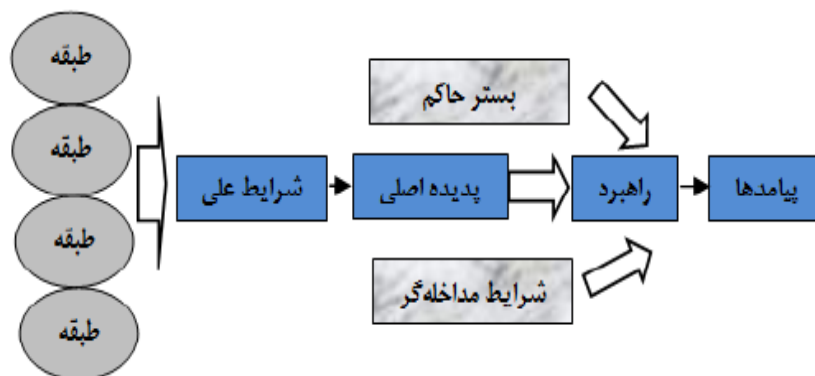 طبقه
طبقه
طبقه
طبقه
بستر حاکم
شرایط علی
پدیده اصلی
راهبرد
پیامدها
شرایط مداخله‌گر